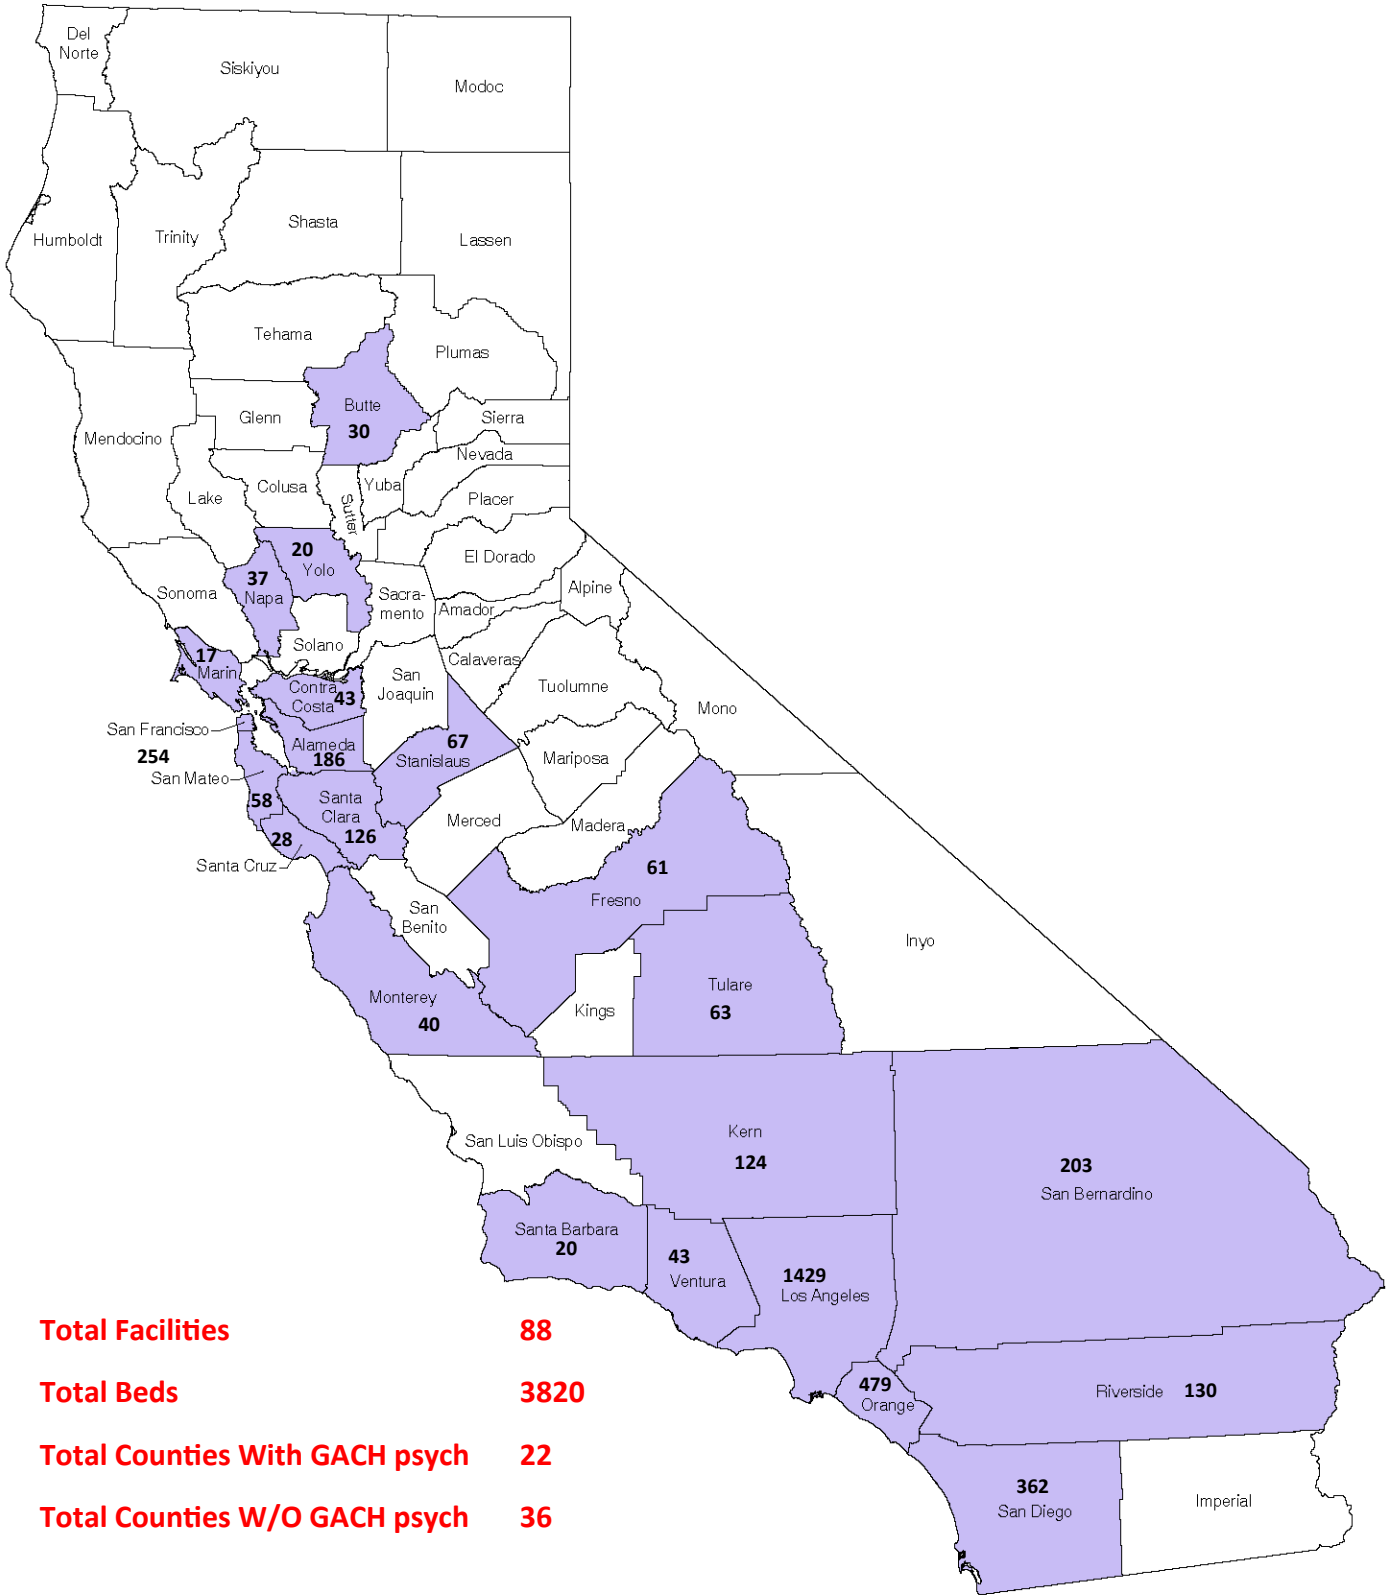 Del
Norte
Siskiyou
Modoc
Humboldt
Trinity
Shasta
Lassen
Tehama
Plumas
Mendocino
Glenn
Butte
30
Sierra
Nevada
Lake
Colusa
Sutter
Yuba
Placer
El Dorado
20
Yolo
37
Napa
Sonoma
Sacra-
mento
Amador
Alpine
Solano
17
Marin
Calaveras
San
Joaquin
Tuolumne
Mono
Contra
Costa
43
San Francisco
254
Alameda
186
67
Stanislaus
Mariposa
San Mateo
58
Santa
Clara
126
Merced
Madera
28
Santa Cruz
61
Fresno
San
Benito
Inyo
Monterey
40
Kings
Tulare
63
San Luis Obispo
Kern
124
203
San Bernardino
Santa Barbara
20
43
Ventura
1429
Los Angeles
479
Orange
Riverside 130
362
San Diego
Imperial
Total Facilities 88
Total Beds 3820
Total Counties With GACH psych 22
Total Counties W/O GACH psych 36